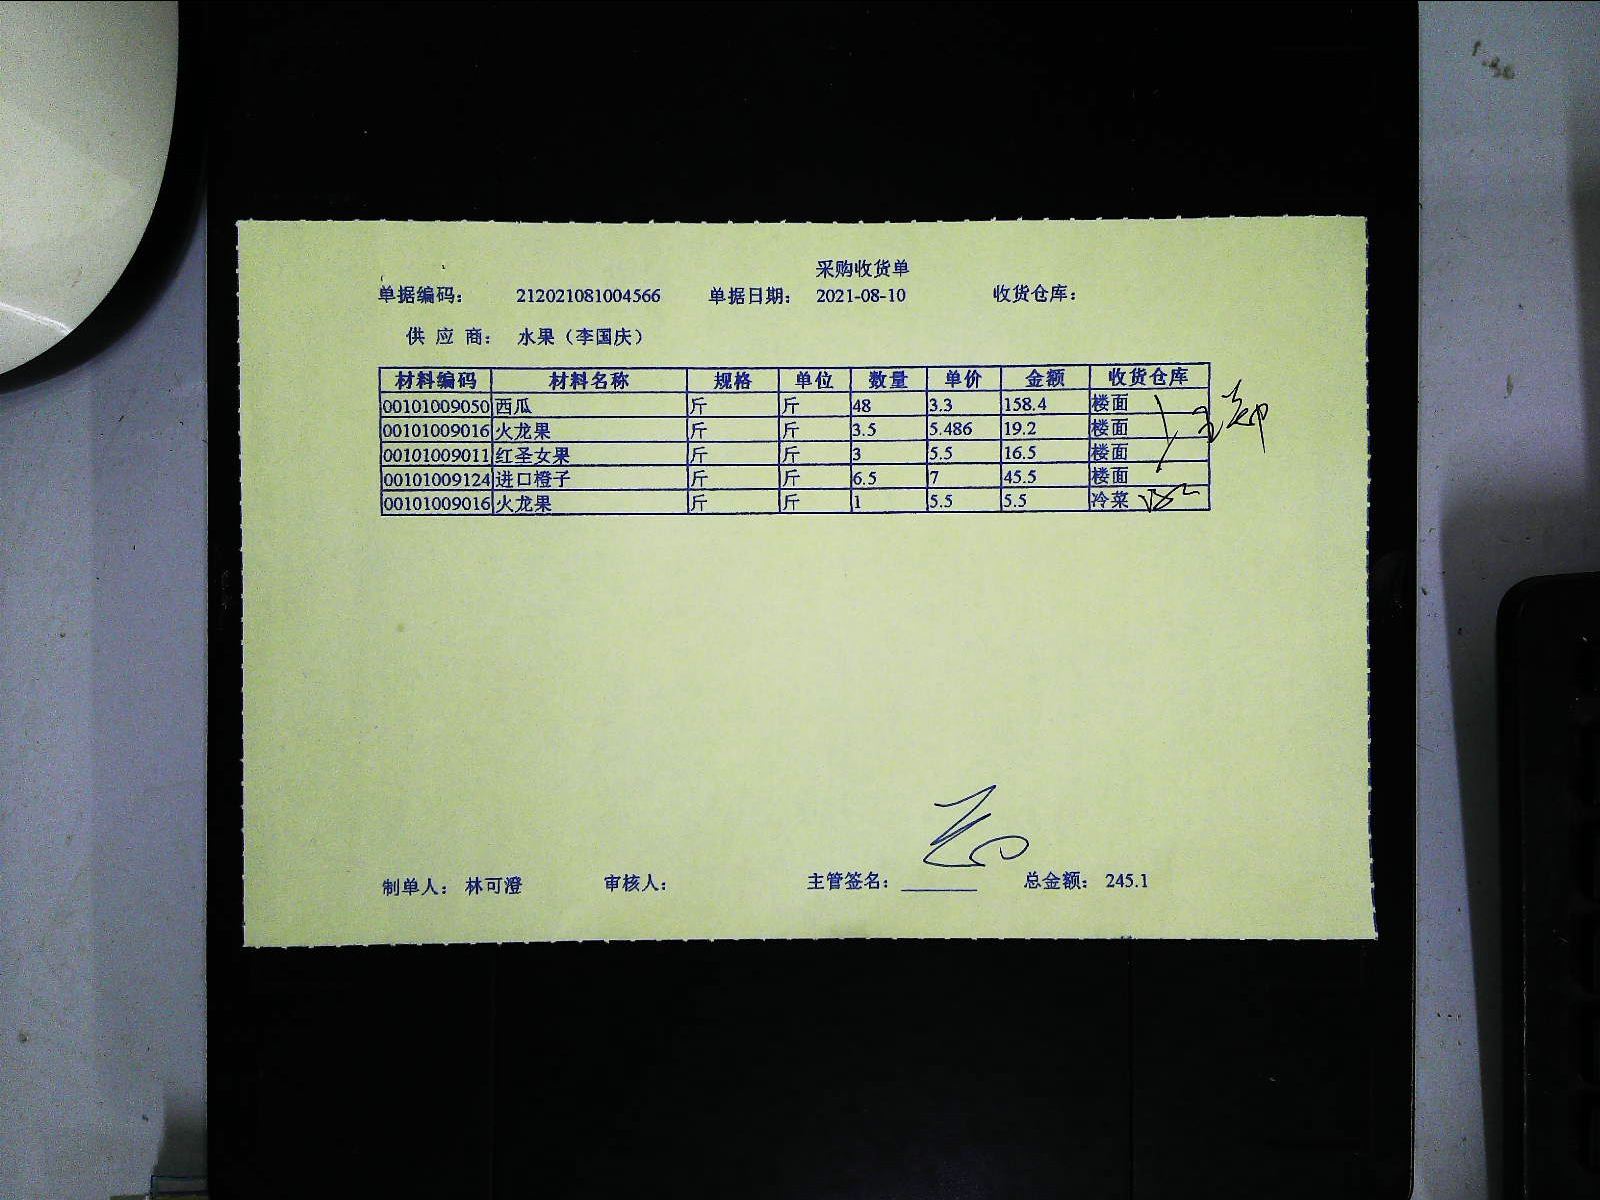 采购收货单
单据编码： 212021081004566 单据日期： 2021-08-10 收货仓库：
供 应 商： 水果（李国庆）
材料编码 材料名称 规格 单位 数量 单价 金额 收货仓库
00101009050 西瓜 斤 斤 48 3.3 158.4 楼面
00101009016 火龙果 斤 斤 3.5 5.486 19.2 楼面
00101009011 红圣女果 斤 斤 3 5.5 16.5 楼面
00101009124 进口橙子 斤 斤 6.5 7 45.5 楼面
00101009016 火龙果 斤 斤 1 5.5 5.5 冷菜
制单人： 林可澄 审核人： 主管签名： 总金额： 245.1